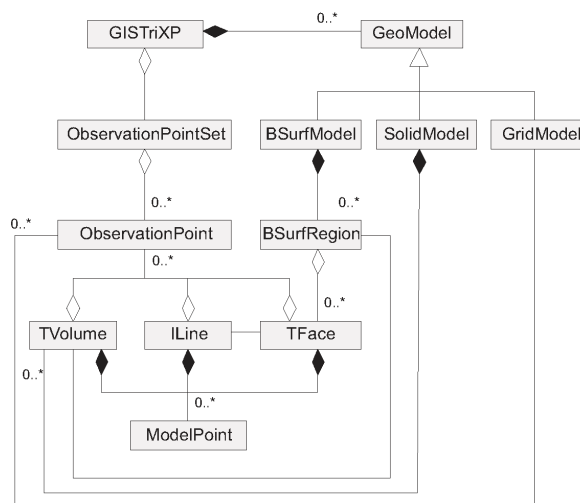 0..*
GISTriXP
GeoModel
ObservationPointSet
BSurfModel
SolidModel
GridModel
0..*
0..*
0..*
ObservationPoint
BSurfRegion
0..*
0..*
TVolume
ILine
TFace
0..*
0..*
ModelPoint